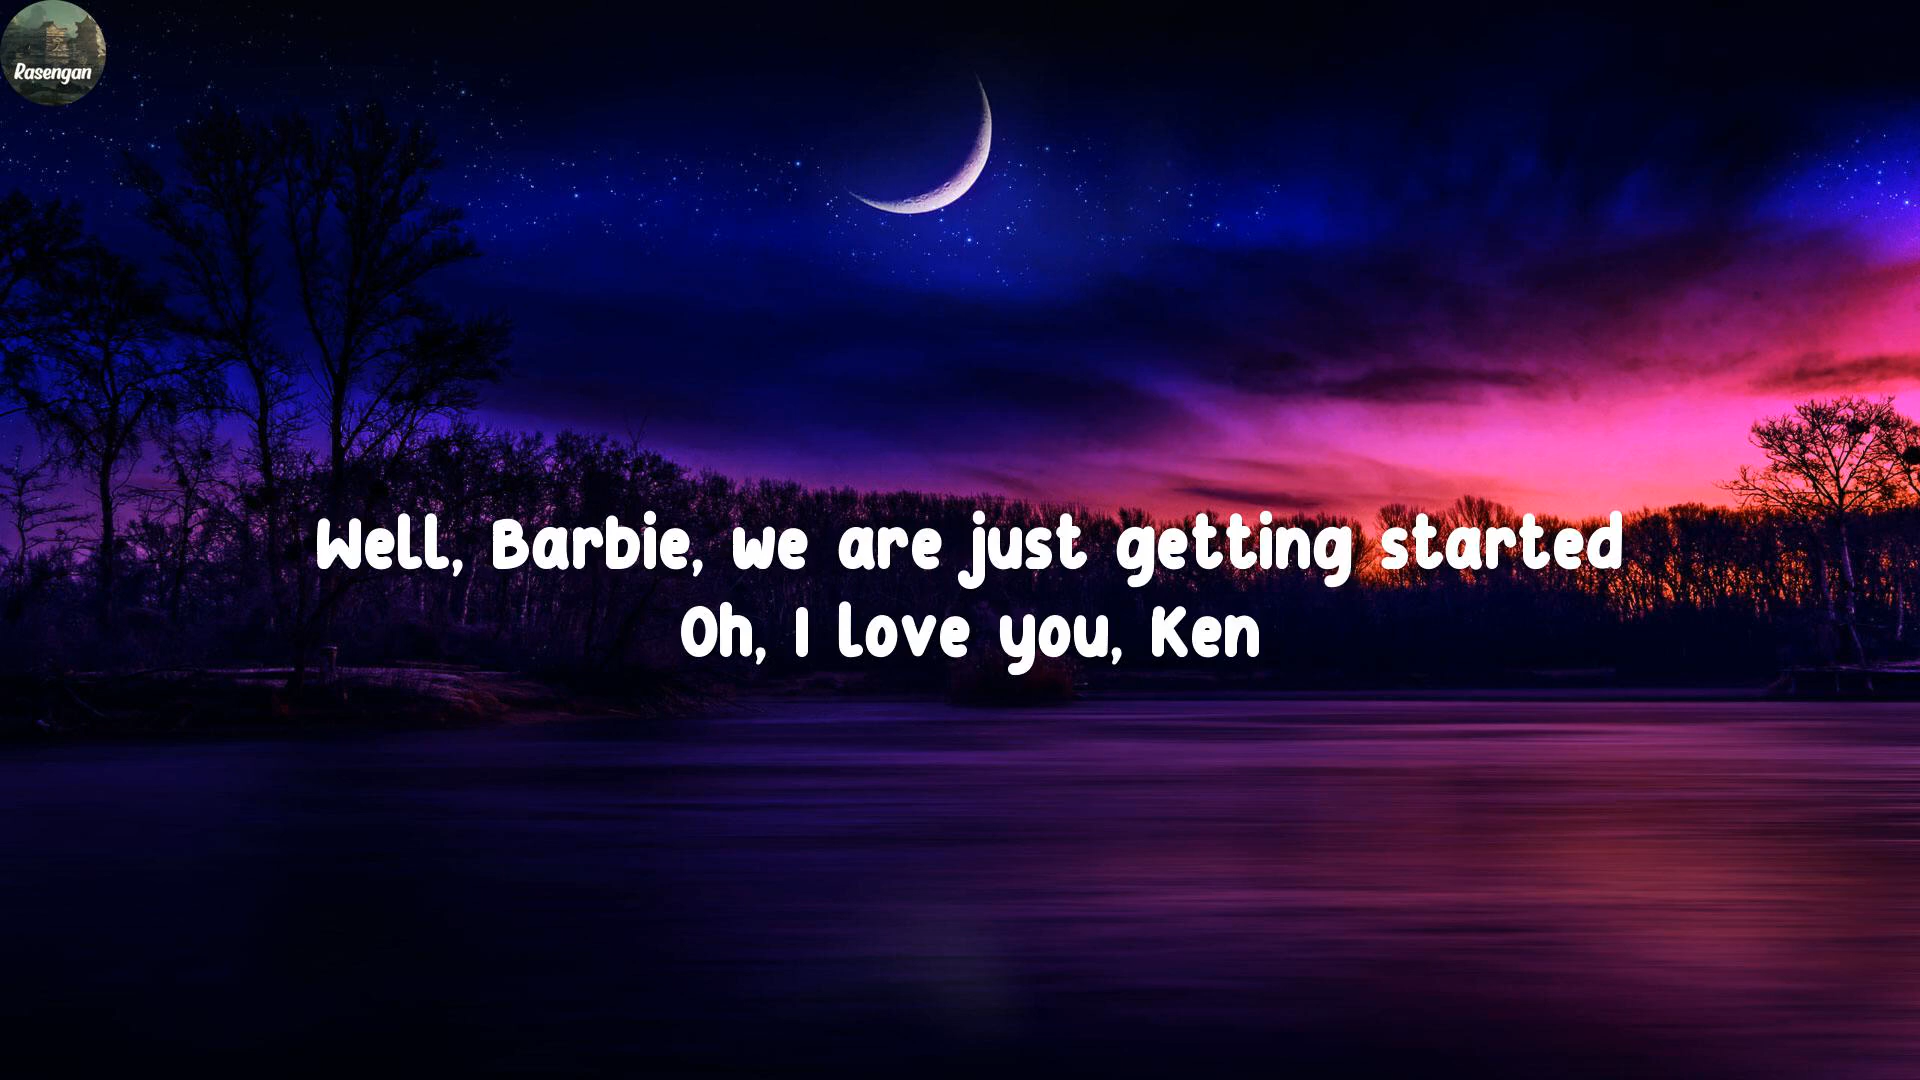 Rasengan
Well, Barbie, we are just getting started
Oh, I love you, Ken